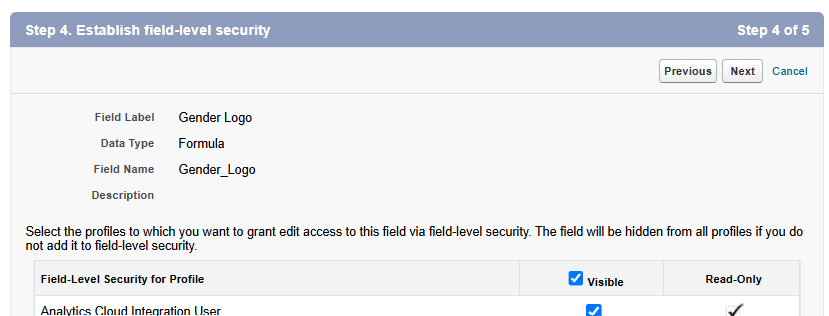 Step 4. Establish field-level security Step 4 of 5
Previous Next Cancel
Field Label Gender Logo
Data Type Formula
Field Name Gender_Logo
Description
Select the profiles to which you want to grant edit access to this field via field-level security. The field will be hidden from all profiles if you do
not add it to field-level security.
Field-Level Security for Profile Visible Read-Only
Analytics Cloud Integration User